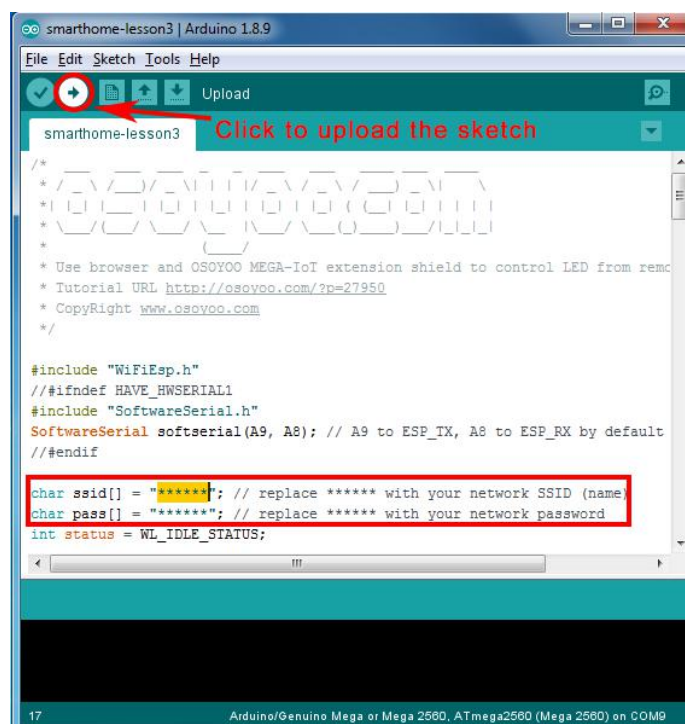 smarthome-lesson3 | Arduino 1.8.9
File Edit Sketch Tools Help
Upload
smarthome-lesson3
Click to upload the sketch
/*
 * Use browser and OSOYOO MEGA-IoT extension shield to control LED from remo
 * Tutorial URL http://osoyoo.com/?p=27950
 * CopyRight www.osoyoo.com
 */
#include "WiFiEsp.h"
//#ifndef HAVE_HWSERIAL1
#include "SoftwareSerial.h"
SoftwareSerial softserial(A9, A8); // A9 to ESP_TX, A8 to ESP_RX by default
//#endif
char ssid[] = "******"; // replace ****** with your network SSID (name)
char pass[] = "******"; // replace ****** with your network password
int status = WL_IDLE_STATUS;
17
Arduino/Genuino Mega or Mega 2560, ATmega2560 (Mega 2560) on COM9